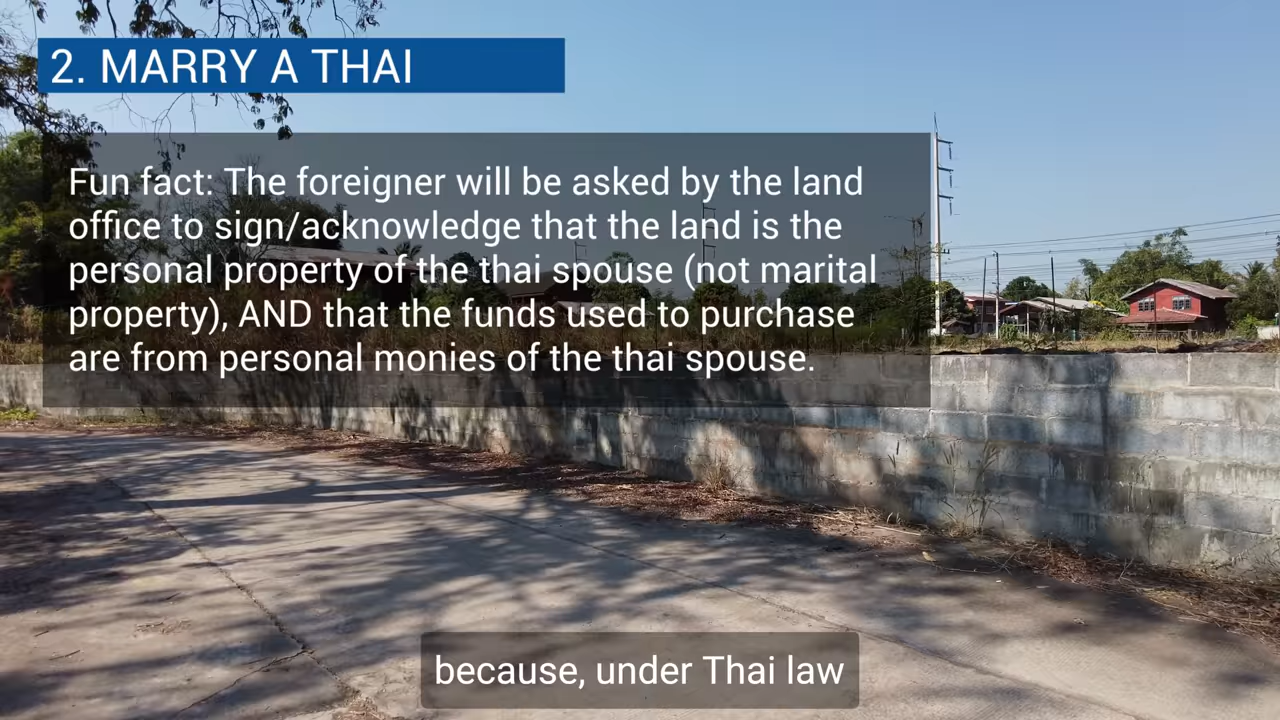 2. MARRY A THAI
Fun fact: The foreigner will be asked by the land
office to sign/acknowledge that the land is the
personal property of the thai spouse (not marital
property), AND that the funds used to purchase
are from personal monies of the thai spouse.
because, under Thai law